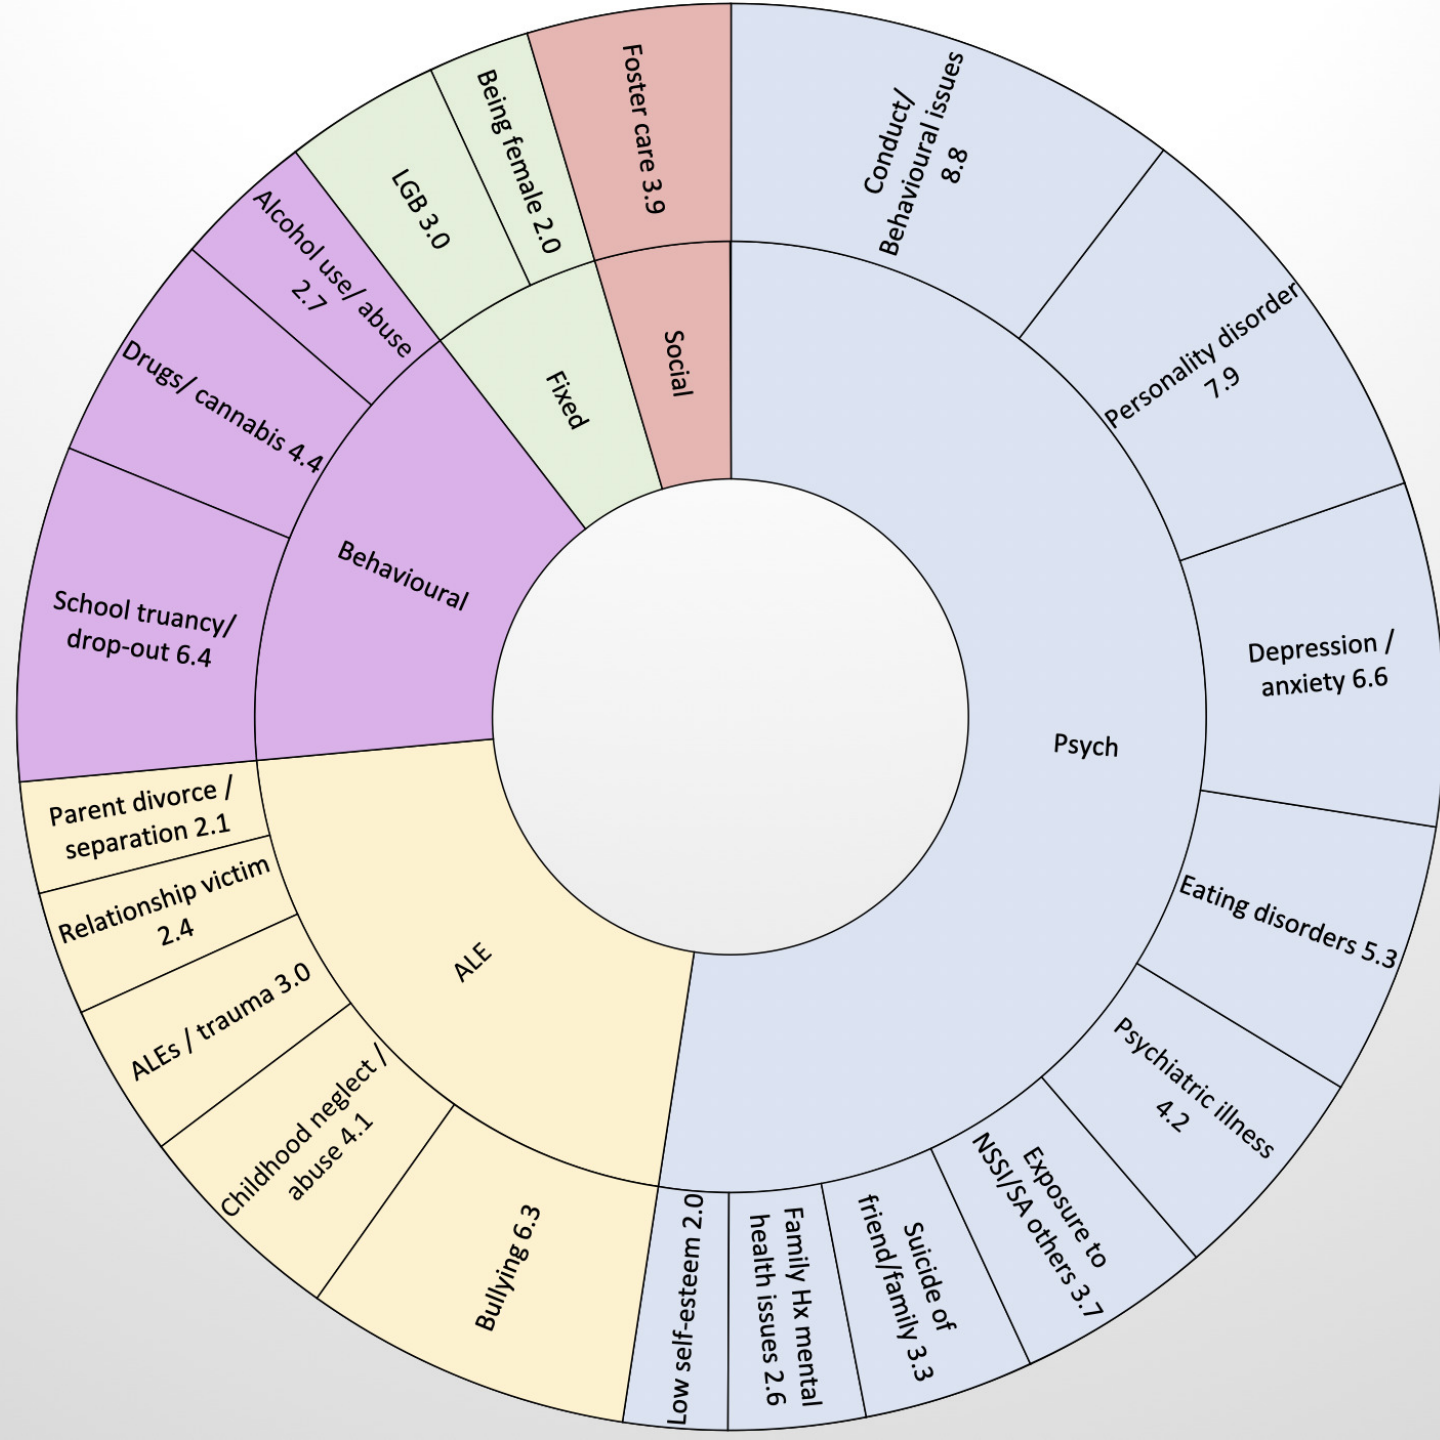 Conduct/
Behavioural issues
8.8
Personality disorder
7.9
Depression /
anxiety 6.6
Eating disorders 5.3
Psychiatric illness
4.2
Exposure to
NSSI/SA others 3.7
Suicide of
friend/family 3.3
Family Hx mental
health issues 2.6
Low self-esteem 2.0
Bullying 6.3
Childhood neglect /
abuse 4.1
ALEs / trauma 3.0
Relationship victim
2.4
Parent divorce /
separation 2.1
School truancy/
drop-out 6.4
Drugs/ cannabis 4.4
Alcohol use/ abuse
2.7
LGB 3.0
Being female 2.0
Foster care 3.9
Psych
ALE
Behavioural
Fixed
Social